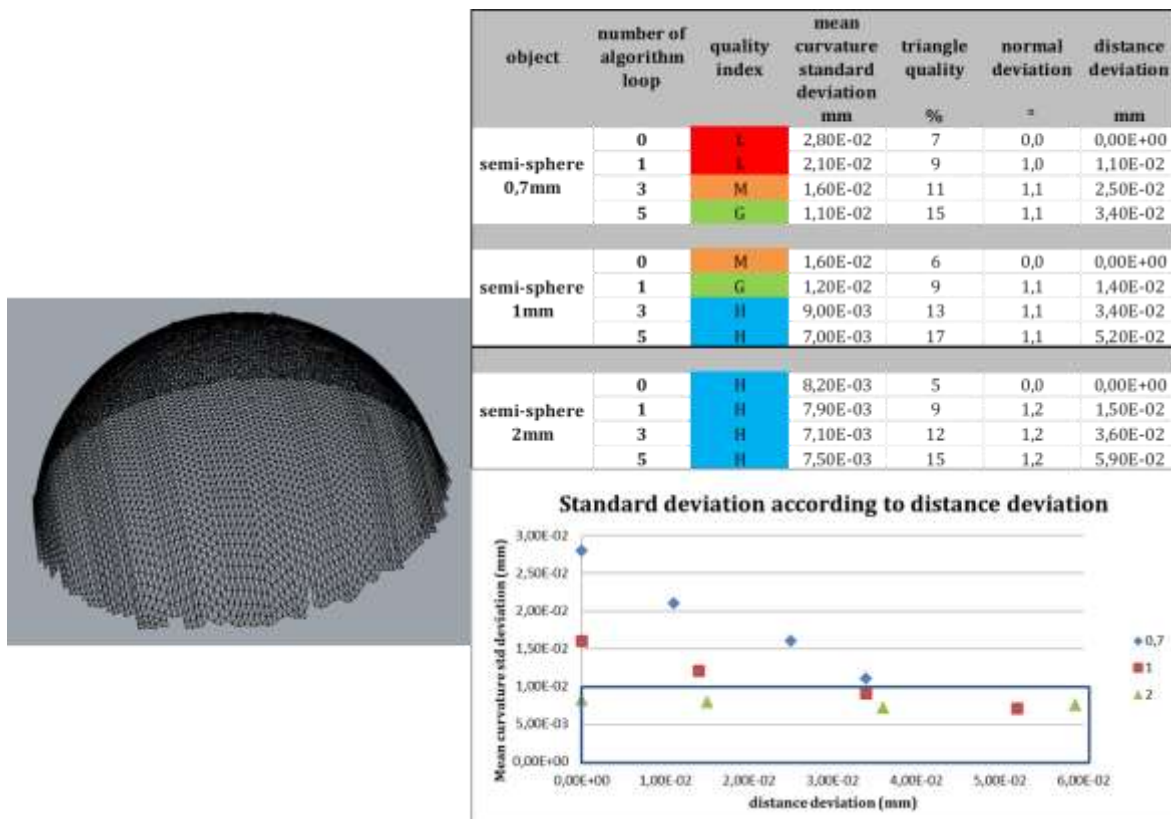 object number of algorithm loop quality index mean curvature standard deviation mm triangle quality % normal deviation ° distance deviation mm
semi-sphere 0,7mm
0 L 2,80E-02 7 0,0 0,00E+00
1 L 2,10E-02 9 1,0 1,10E-02
3 M 1,60E-02 11 1,1 2,50E-02
5 G 1,10E-02 15 1,1 3,40E-02
semi-sphere 1mm
0 M 1,60E-02 6 0,0 0,00E+00
1 G 1,20E-02 9 1,1 1,40E-02
3 H 9,00E-03 13 1,1 3,40E-02
5 H 7,00E-03 17 1,1 5,20E-02
semi-sphere 2mm
0 H 8,20E-03 5 0,0 0,00E+00
1 H 7,90E-03 9 1,2 1,50E-02
3 H 7,10E-03 12 1,2 3,60E-02
5 H 7,50E-03 15 1,2 5,90E-02
Standard deviation according to distance deviation
Mean curvature std deviation (mm)
3,00E-02
2,50E-02
2,00E-02
1,50E-02
1,00E-02
5,00E-03
0,00E+00
0,00E+00 1,00E-02 2,00E-02 3,00E-02 4,00E-02 5,00E-02 6,00E-02
distance deviation (mm)
0,7
1
2